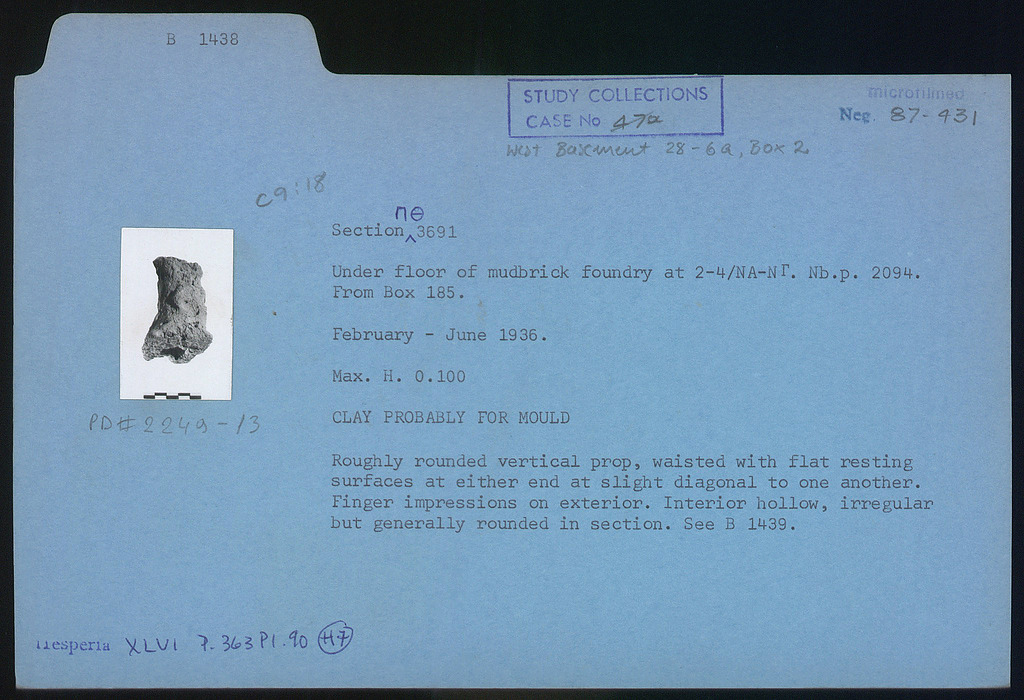 B 1438
STUDY COLLECTIONS
CASE No 47a
microfilmed
Neg. 87-431
West Basement 28-6a, Box 2
C9:18
ΠΘ
Section 3691
Under floor of mudbrick foundry at 2-4/NA-NΓ. Nb.p. 2094.
From Box 185.
February - June 1936.
Max. H. 0.100
PD# 2249-13
CLAY PROBABLY FOR MOULD
Roughly rounded vertical prop, waisted with flat resting
surfaces at either end at slight diagonal to one another.
Finger impressions on exterior. Interior hollow, irregular
but generally rounded in section. See B 1439.
Hesperia XLVI P. 363 Pl. 90 H7